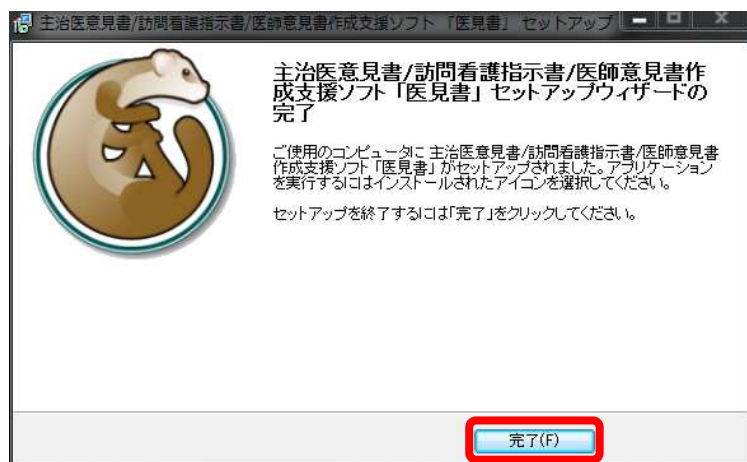 主治医意見書/訪問看護指示書/医師意見書作成支援ソフト 「医見書」 セットアップ
主治医意見書/訪問看護指示書/医師意見書作
成支援ソフト「医見書」セットアップウィザードの
完了
ご使用のコンピュータに 主治医意見書/訪問看護指示書/医師意見書
作成支援ソフト「医見書」がセットアップされました。アプリケーション
を実行するにはインストールされたアイコンを選択してください。
セットアップを終了するには「完了」をクリックしてください。
完了(F)